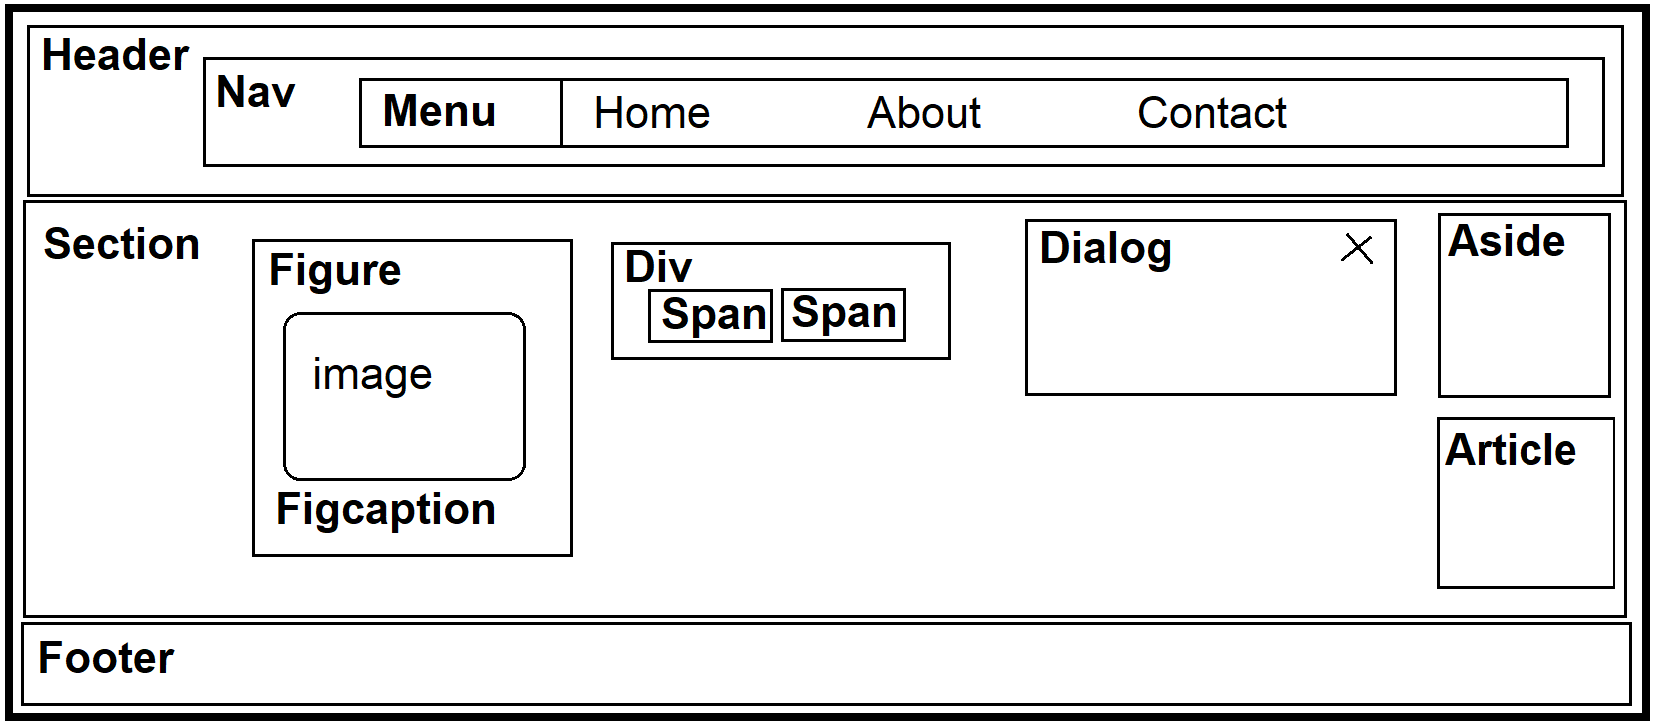 Header
Nav
Menu
Home
About
Contact
Section
Figure
image
Figcaption
Div
Span
Span
Dialog
Aside
Article
Footer